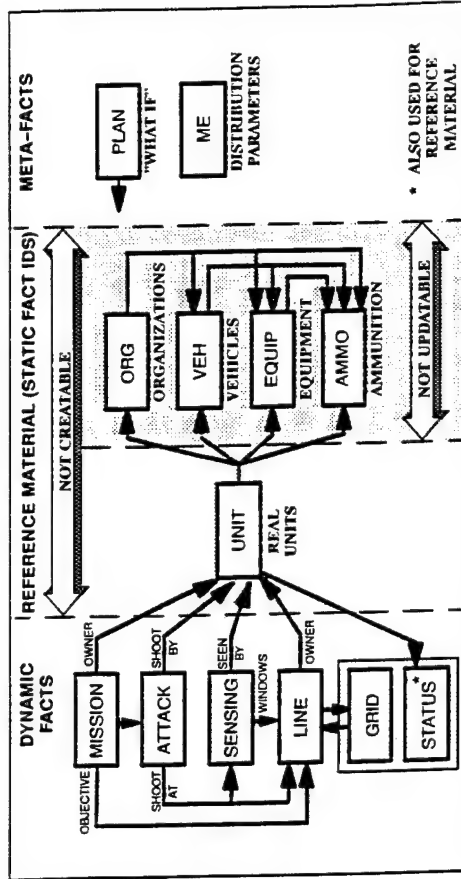 DYNAMIC
FACTS
REFERENCE MATERIAL (STATIC FACT IDS)
META-FACTS
NOT CREATABLE
OBJECTIVE
MISSION
OWNER
SHOOT
AT
ATTACK
SHOOT
BY
SENSING
SEEN
BY
WINDOWS
LINE
OWNER
GRID
STATUS*
UNIT
REAL
UNITS
ORG
ORGANIZATIONS
VEH
VEHICLES
EQUIP
EQUIPMENT
AMMO
AMMUNITION
NOT UPDATABLE
PLAN
"WHAT IF"
ME
DISTRIBUTION
PARAMETERS
* ALSO USED FOR
REFERENCE
MATERIAL